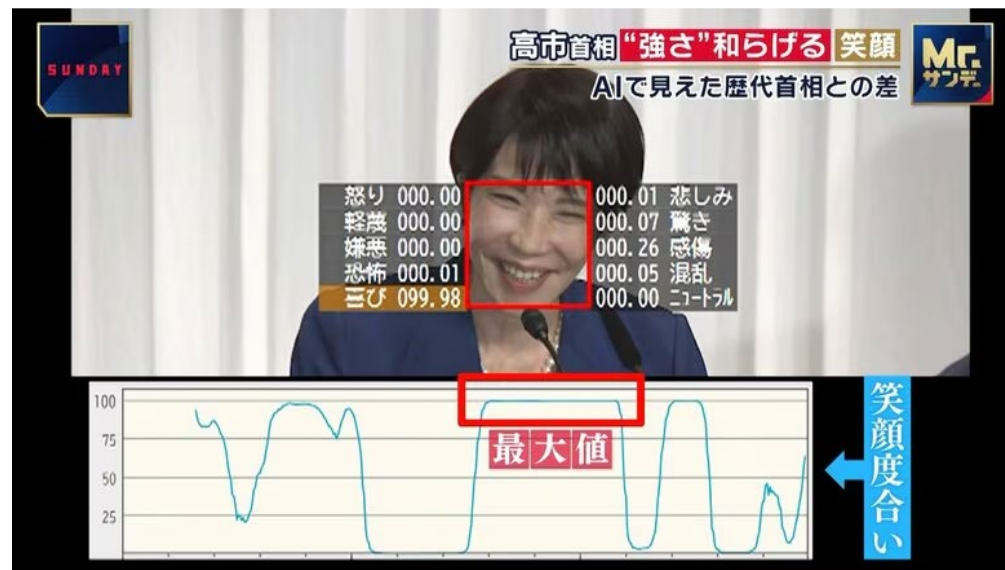 SUNDAY
高市首相 “強さ”和らげる 笑顔
AIで見えた歴代首相との差
Mr.
サンデー
怒り 000.00
軽蔑 000.00
嫌悪 000.00
恐怖 000.01
喜び 099.98
000.01 悲しみ
000.07 驚き
000.26 感傷
000.05 混乱
000.00 ニュートラル
100
75
50
25
最大値
笑顔度合い